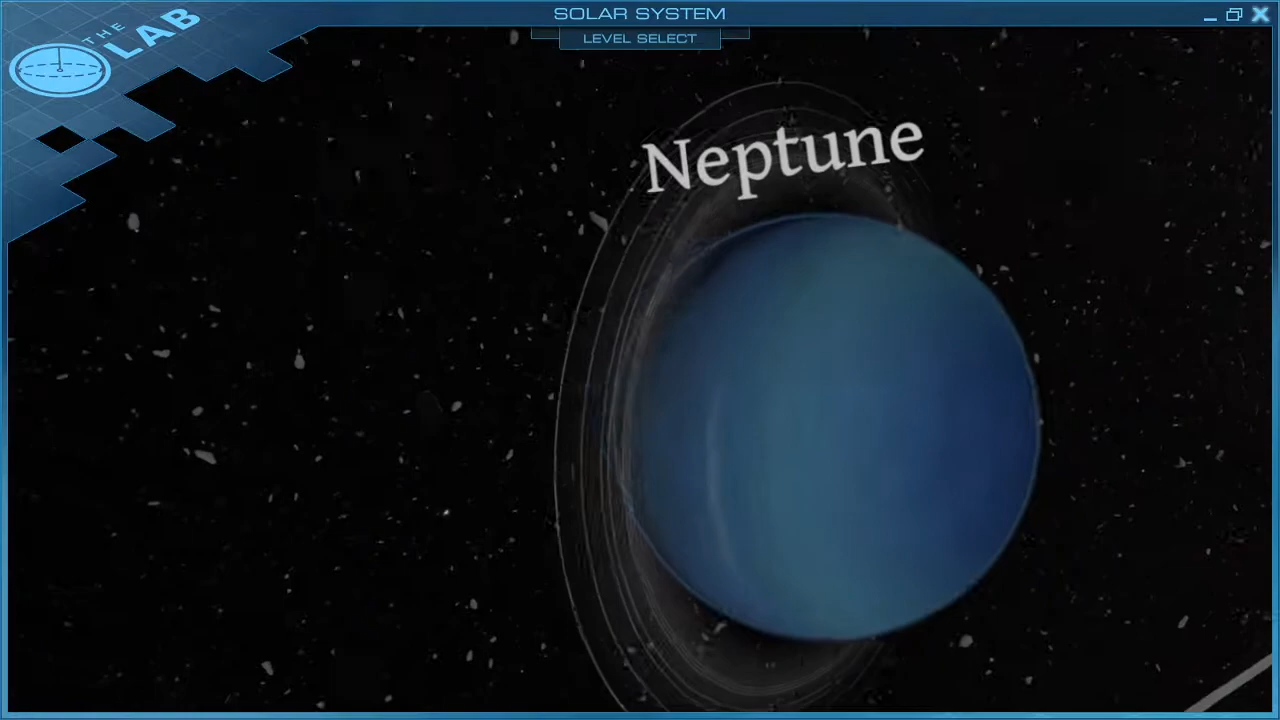 SOLAR SYSTEM
LEVEL SELECT
THE
LAB
Neptune